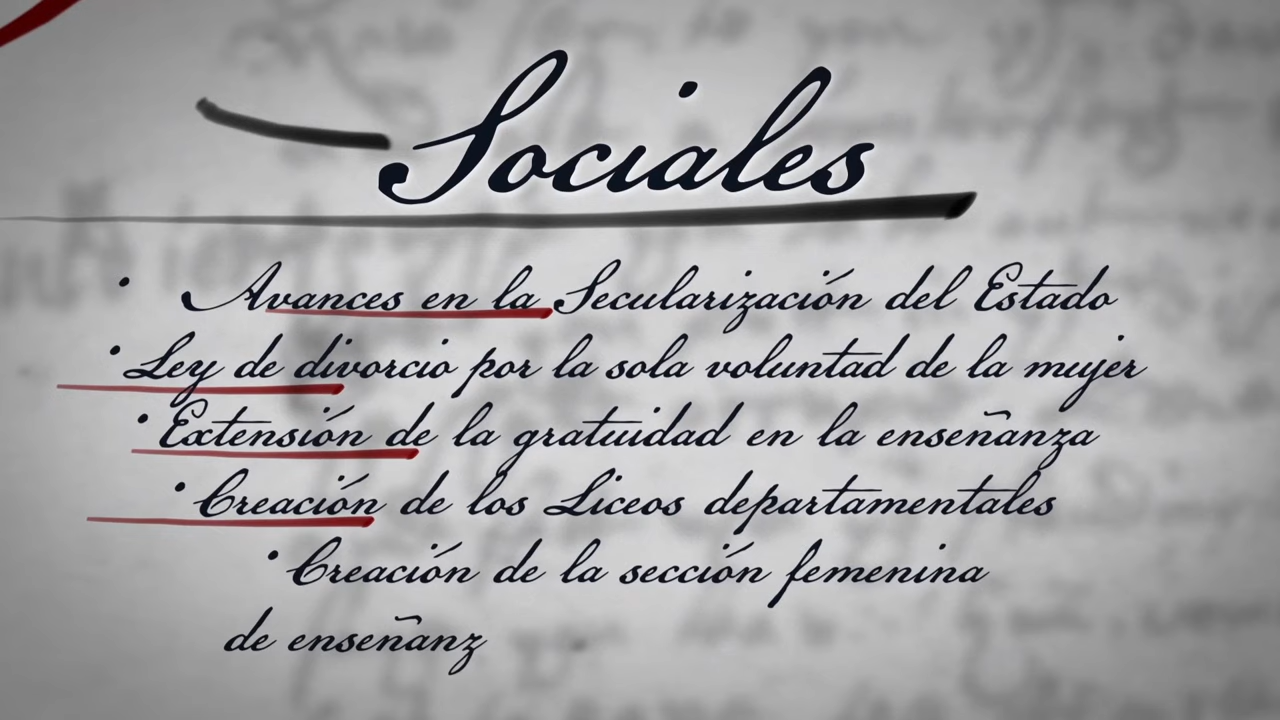 Sociales
• Avances en la Secularización del Estado
• Ley de divorcio por la sola voluntad de la mujer
• Extensión de la gratuidad en la enseñanza
• Creación de los Liceos departamentales
• Creación de la sección femenina
de enseñanz